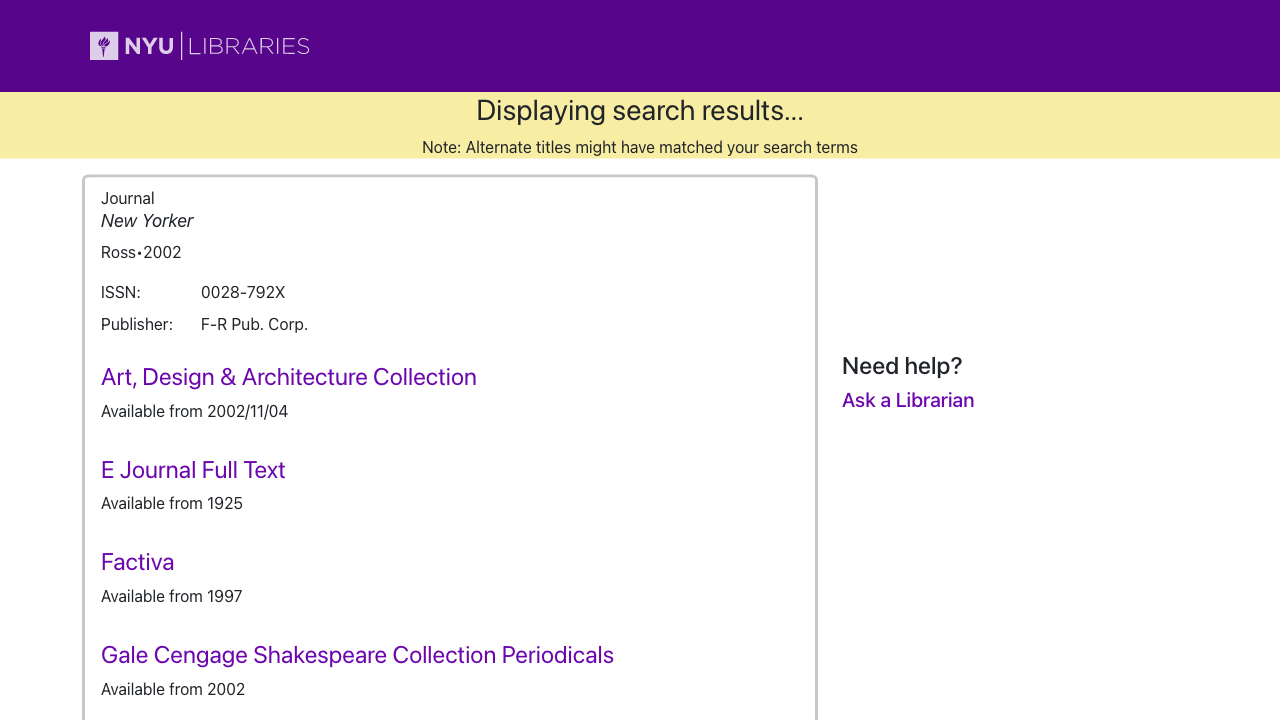 NYU LIBRARIES
Displaying search results...
Note: Alternate titles might have matched your search terms
Journal
New Yorker
Ross•2002
ISSN: 0028-792X
Publisher: F-R Pub. Corp.
Art, Design & Architecture Collection
Available from 2002/11/04
E Journal Full Text
Available from 1925
Factiva
Available from 1997
Gale Cengage Shakespeare Collection Periodicals
Available from 2002
Need help?
Ask a Librarian